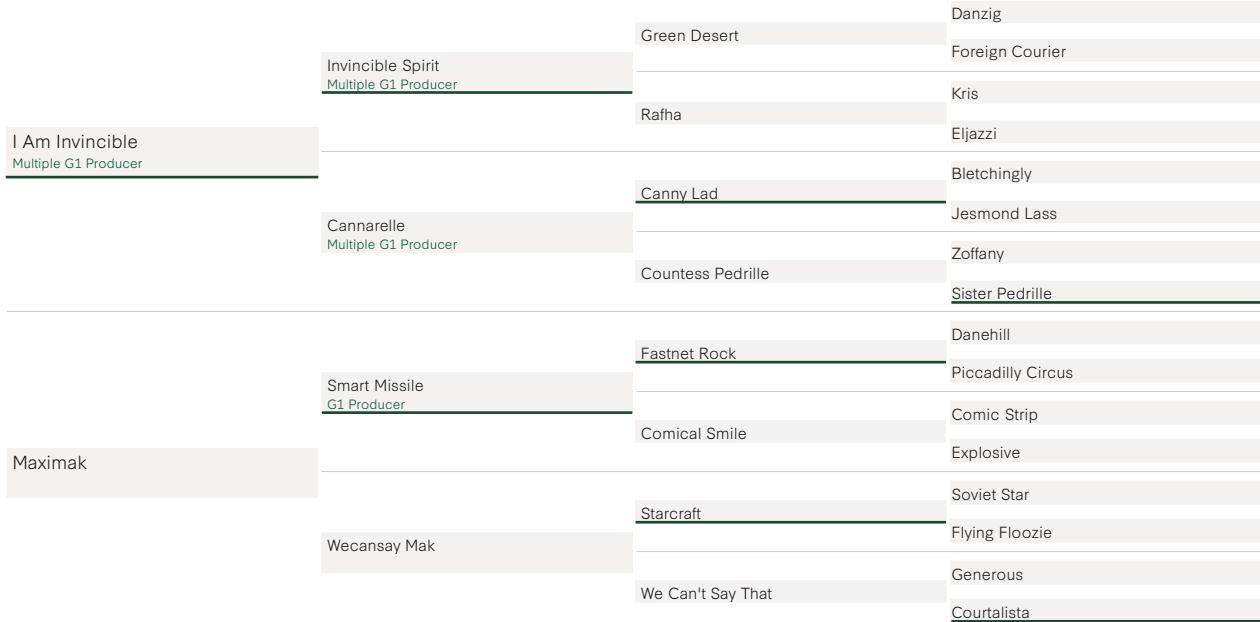 Danzig
Green Desert
Foreign Courier
Invincible Spirit
Multiple G1 Producer
Kris
Rafha
Eljazzi
I Am Invincible
Multiple G1 Producer
Bletchingly
Canny Lad
Jesmond Lass
Cannarelle
Multiple G1 Producer
Zoffany
Countess Pedrille
Sister Pedrille
Danehill
Fastnet Rock
Piccadilly Circus
Smart Missile
G1 Producer
Comic Strip
Comical Smile
Explosive
Maximak
Soviet Star
Starcraft
Flying Floozie
Wecansay Mak
Generous
We Can't Say That
Courtalista